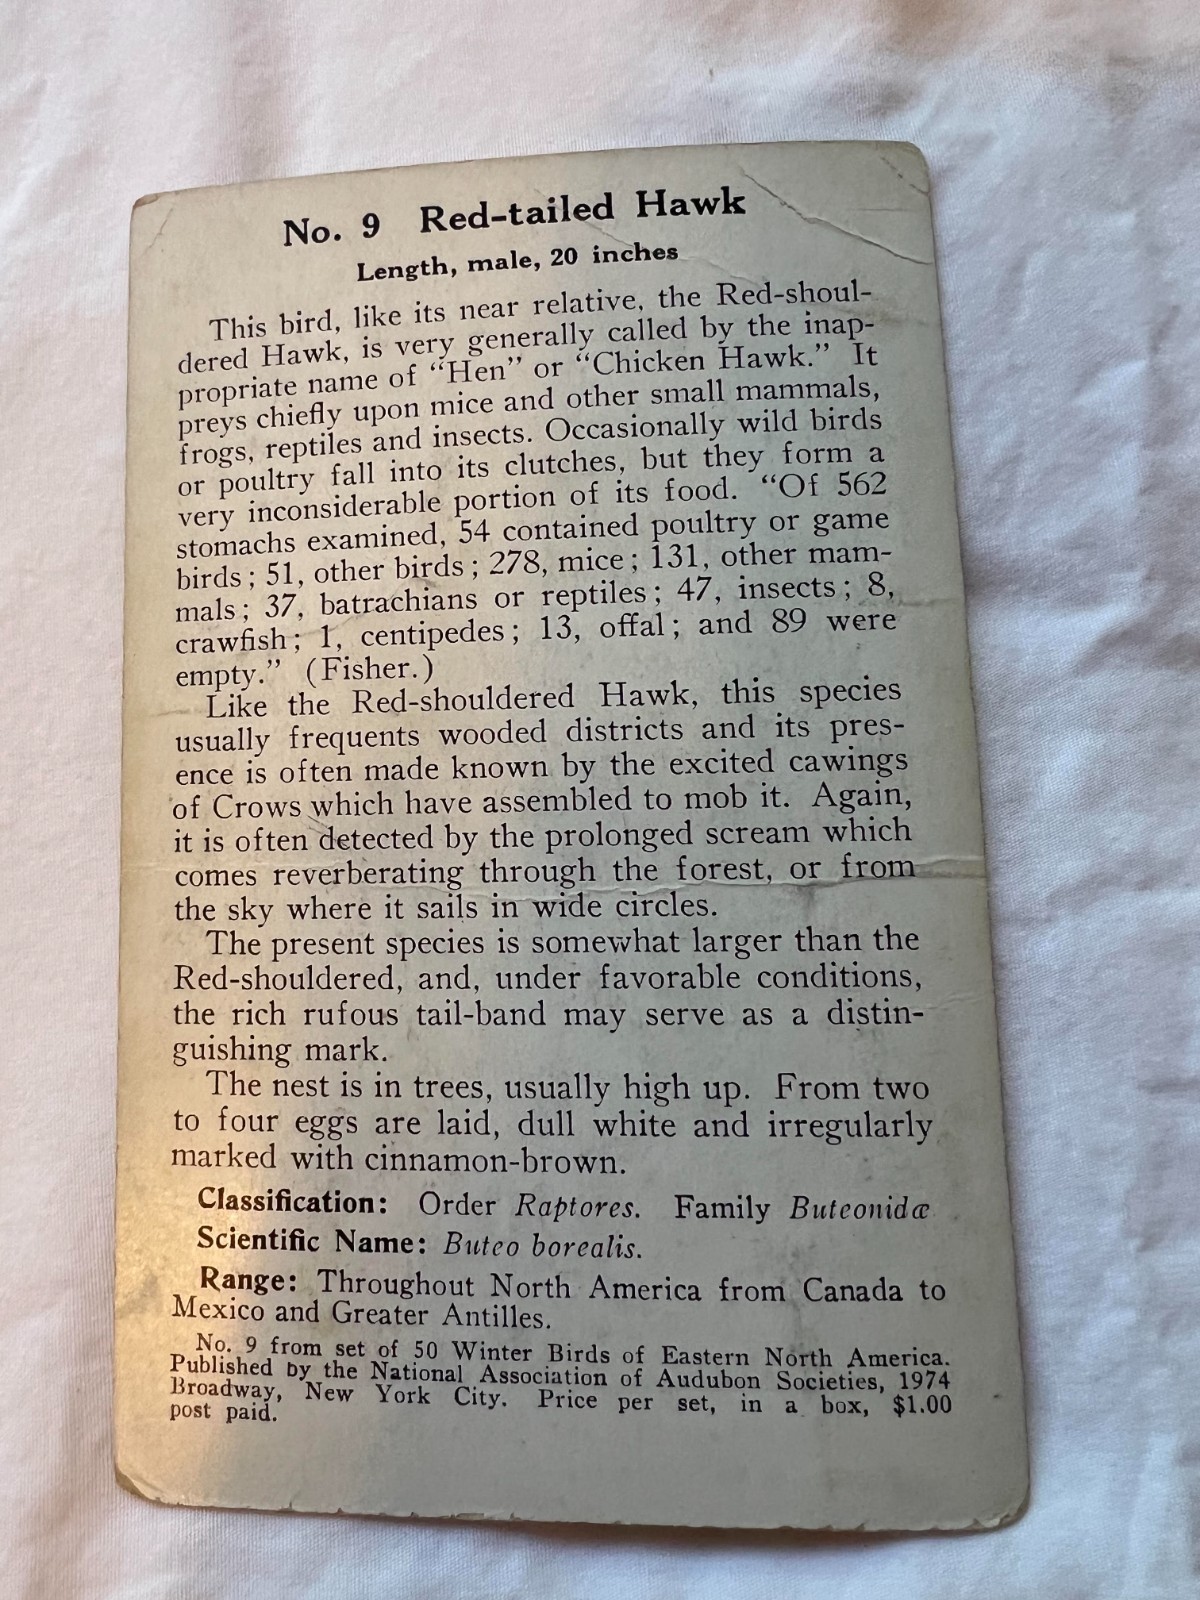 No. 9 Red-tailed Hawk
Length, male, 20 inches
This bird, like its near relative, the Red-shoul-
dered Hawk, is very generally called by the inap-
propriate name of “Hen” or “Chicken Hawk.” It
preys chiefly upon mice and other small mammals,
frogs, reptiles and insects. Occasionally wild birds
or poultry fall into its clutches, but they form a
very inconsiderable portion of its food. “Of 562
stomachs examined, 54 contained poultry or game
birds; 51, other birds; 278, mice; 131, other mam-
mals; 37, batrachians or reptiles; 47, insects; 8,
crawfish; 1, centipedes; 13, offal; and 89 were
empty.” (Fisher.)
Like the Red-shouldered Hawk, this species
usually frequents wooded districts and its pres-
ence is often made known by the excited cawings
of Crows which have assembled to mob it. Again,
it is often detected by the prolonged scream which
comes reverberating through the forest, or from
the sky where it sails in wide circles.
The present species is somewhat larger than the
Red-shouldered, and, under favorable conditions,
the rich rufous tail-band may serve as a distin-
guishing mark.
The nest is in trees, usually high up. From two
to four eggs are laid, dull white and irregularly
marked with cinnamon-brown.
Classification: Order Raptores. Family Buteonidæ
Scientific Name: Buteo borealis.
Range: Throughout North America from Canada to
Mexico and Greater Antilles.
No. 9 from set of 50 Winter Birds of Eastern North America.
Published by the National Association of Audubon Societies, 1974
Broadway, New York City. Price per set, in a box, $1.00
post paid.